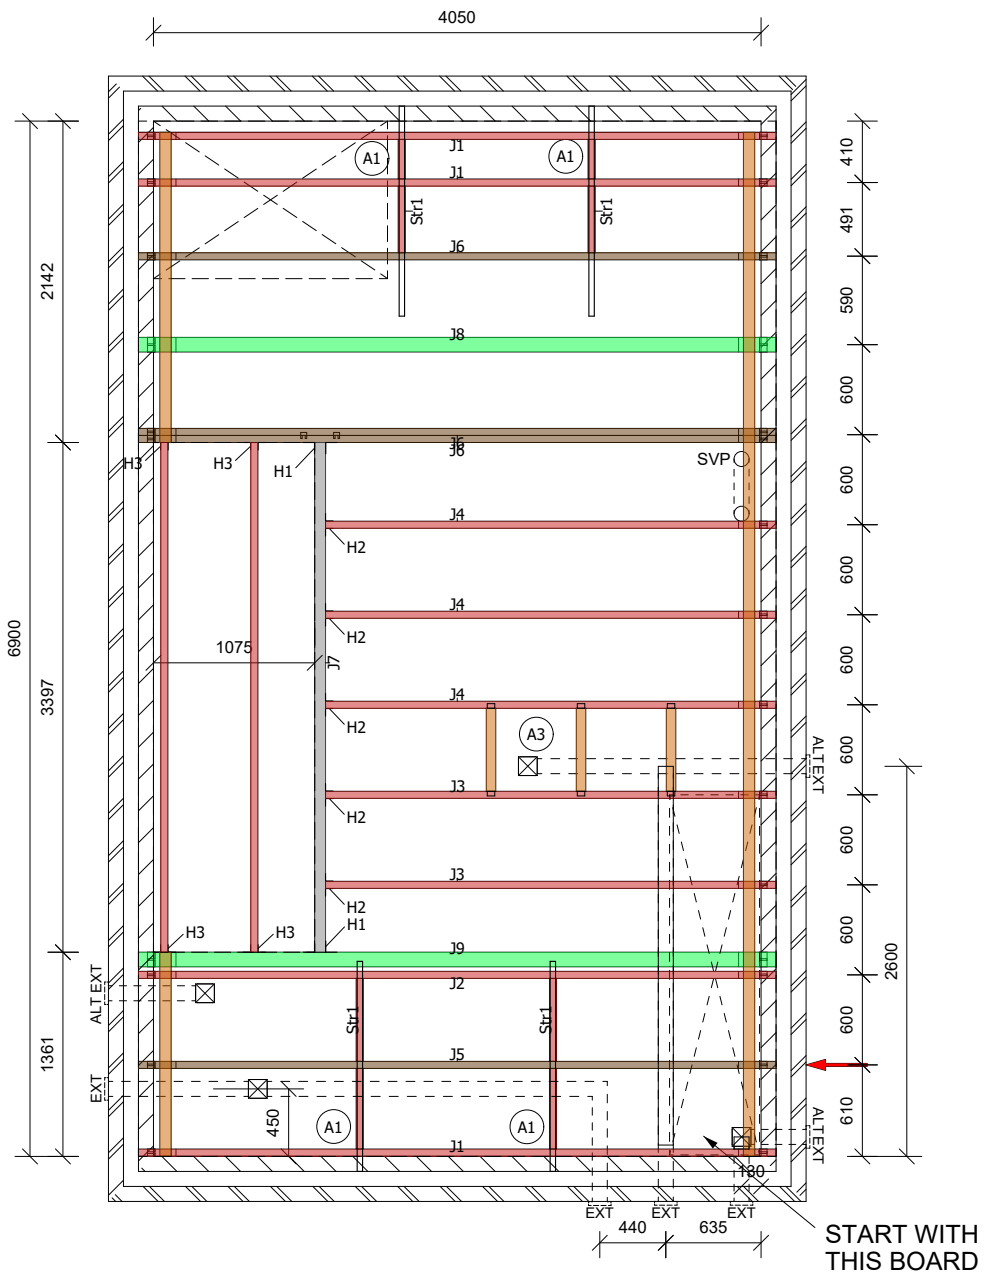 4050
A1
J1
A1
J1
410
Str1
Str1
491
J6
2142
590
J8
600
J6
J6
H3
H3
H1
SVP
600
J4
H2
600
J4
H2
6900
1075
J7
3397
600
J4
H2
A3
ALT EXT
600
J3
H2
600
J3
H2
H1
H3
H3
600
J9
J2
2600
ALT EXT
Str1
Str1
600
1361
J5
EXT
450
A1
A1
610
ALT EXT
J1
130
EXT
EXT
EXT
440
635
START WITH
THIS BOARD